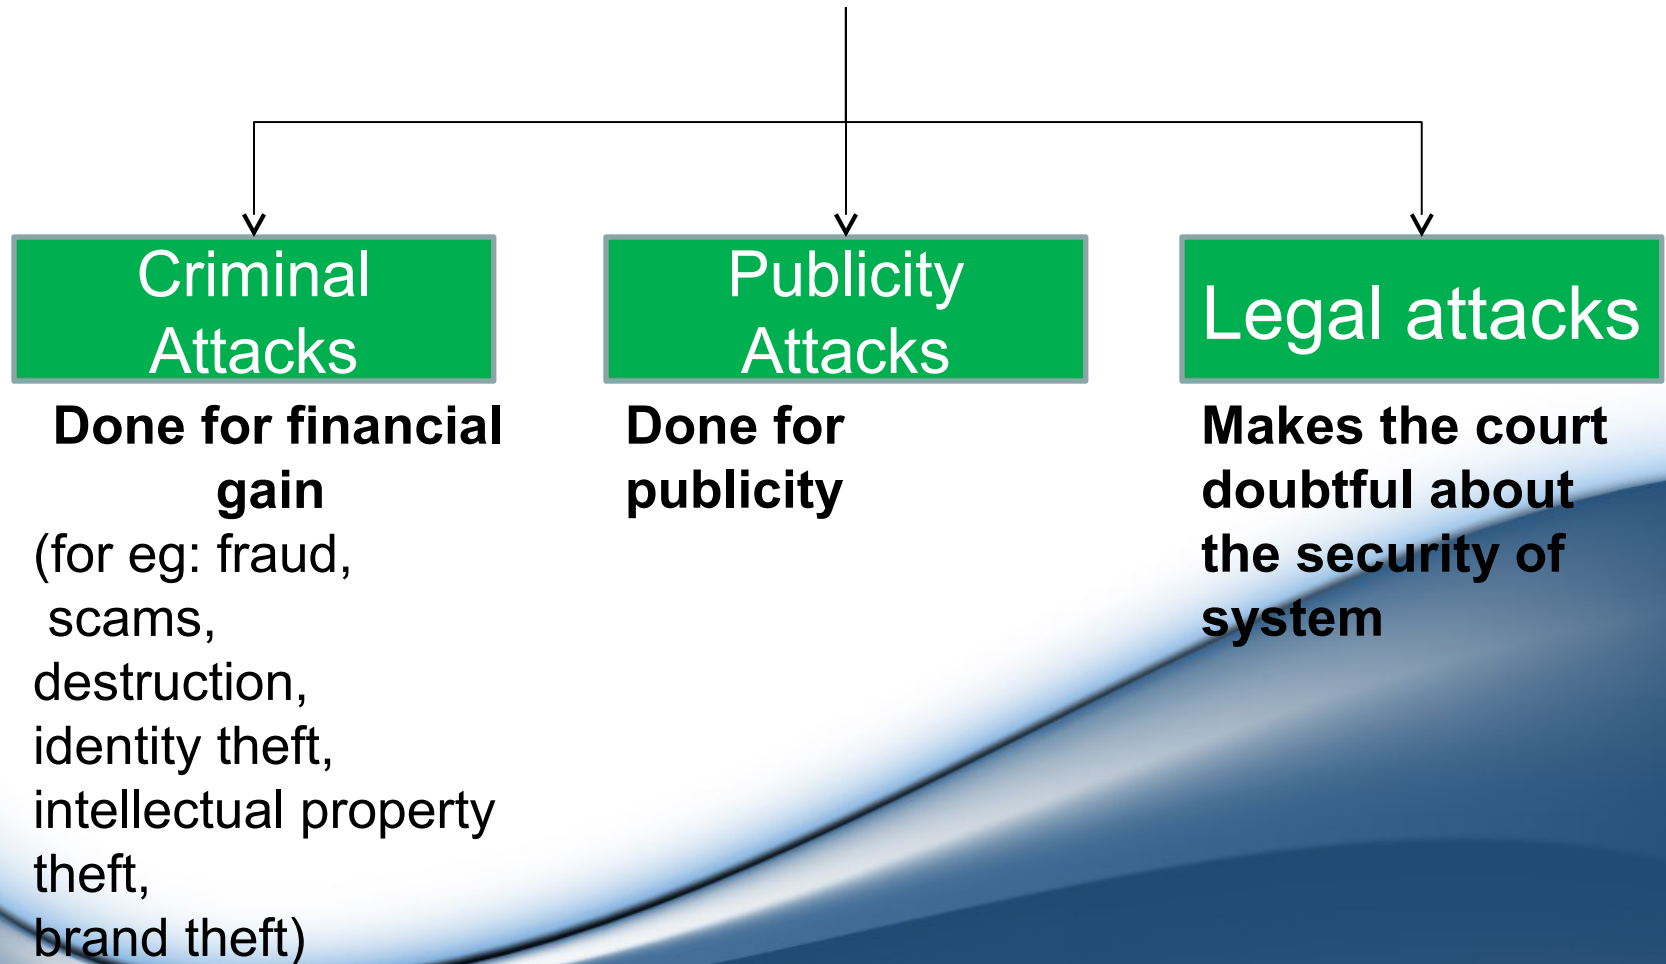 Criminal
Attacks
Done for financial
gain
(for eg: fraud,
scams,
destruction,
identity theft,
intellectual property
theft,
brand theft)
Publicity
Attacks
Done for
publicity
Legal attacks
Makes the court
doubtful about
the security of
system